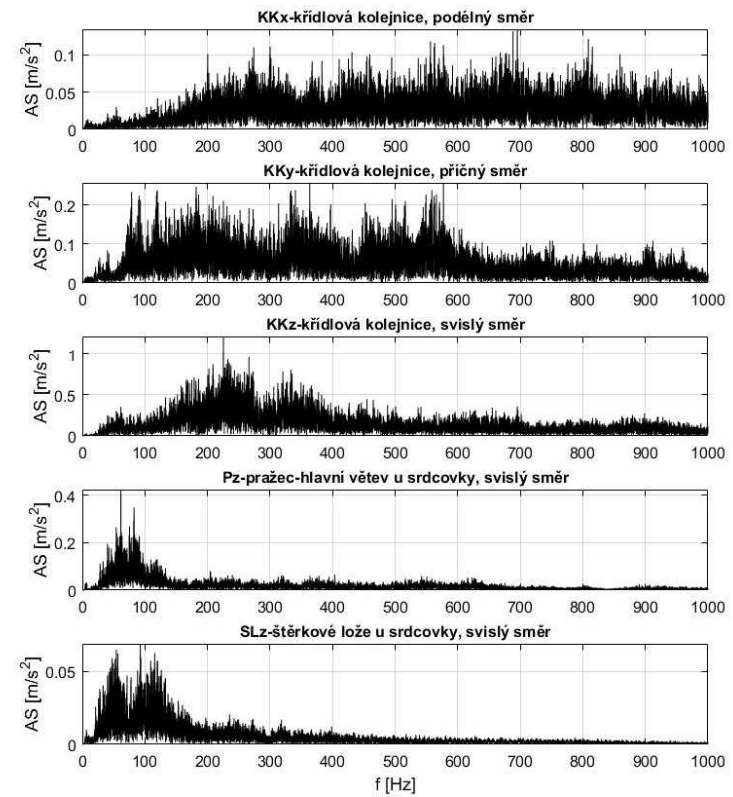 KKx-křídlová kolejnice, podélný směr
AS [m/s²]
0.1
0.05
0
0 100 200 300 400 500 600 700 800 900 1000
KKy-křídlová kolejnice, příčný směr
AS [m/s²]
0.2
0.1
0
0 100 200 300 400 500 600 700 800 900 1000
KKz-křídlová kolejnice, svislý směr
AS [m/s²]
1
0.5
0
0 100 200 300 400 500 600 700 800 900 1000
Pz-pražec-hlavní větev u srdcovky, svislý směr
AS [m/s²]
0.4
0.2
0
0 100 200 300 400 500 600 700 800 900 1000
SLz-štěrkové lože u srdcovky, svislý směr
AS [m/s²]
0.05
0
0 100 200 300 400 500 600 700 800 900 1000
f [Hz]